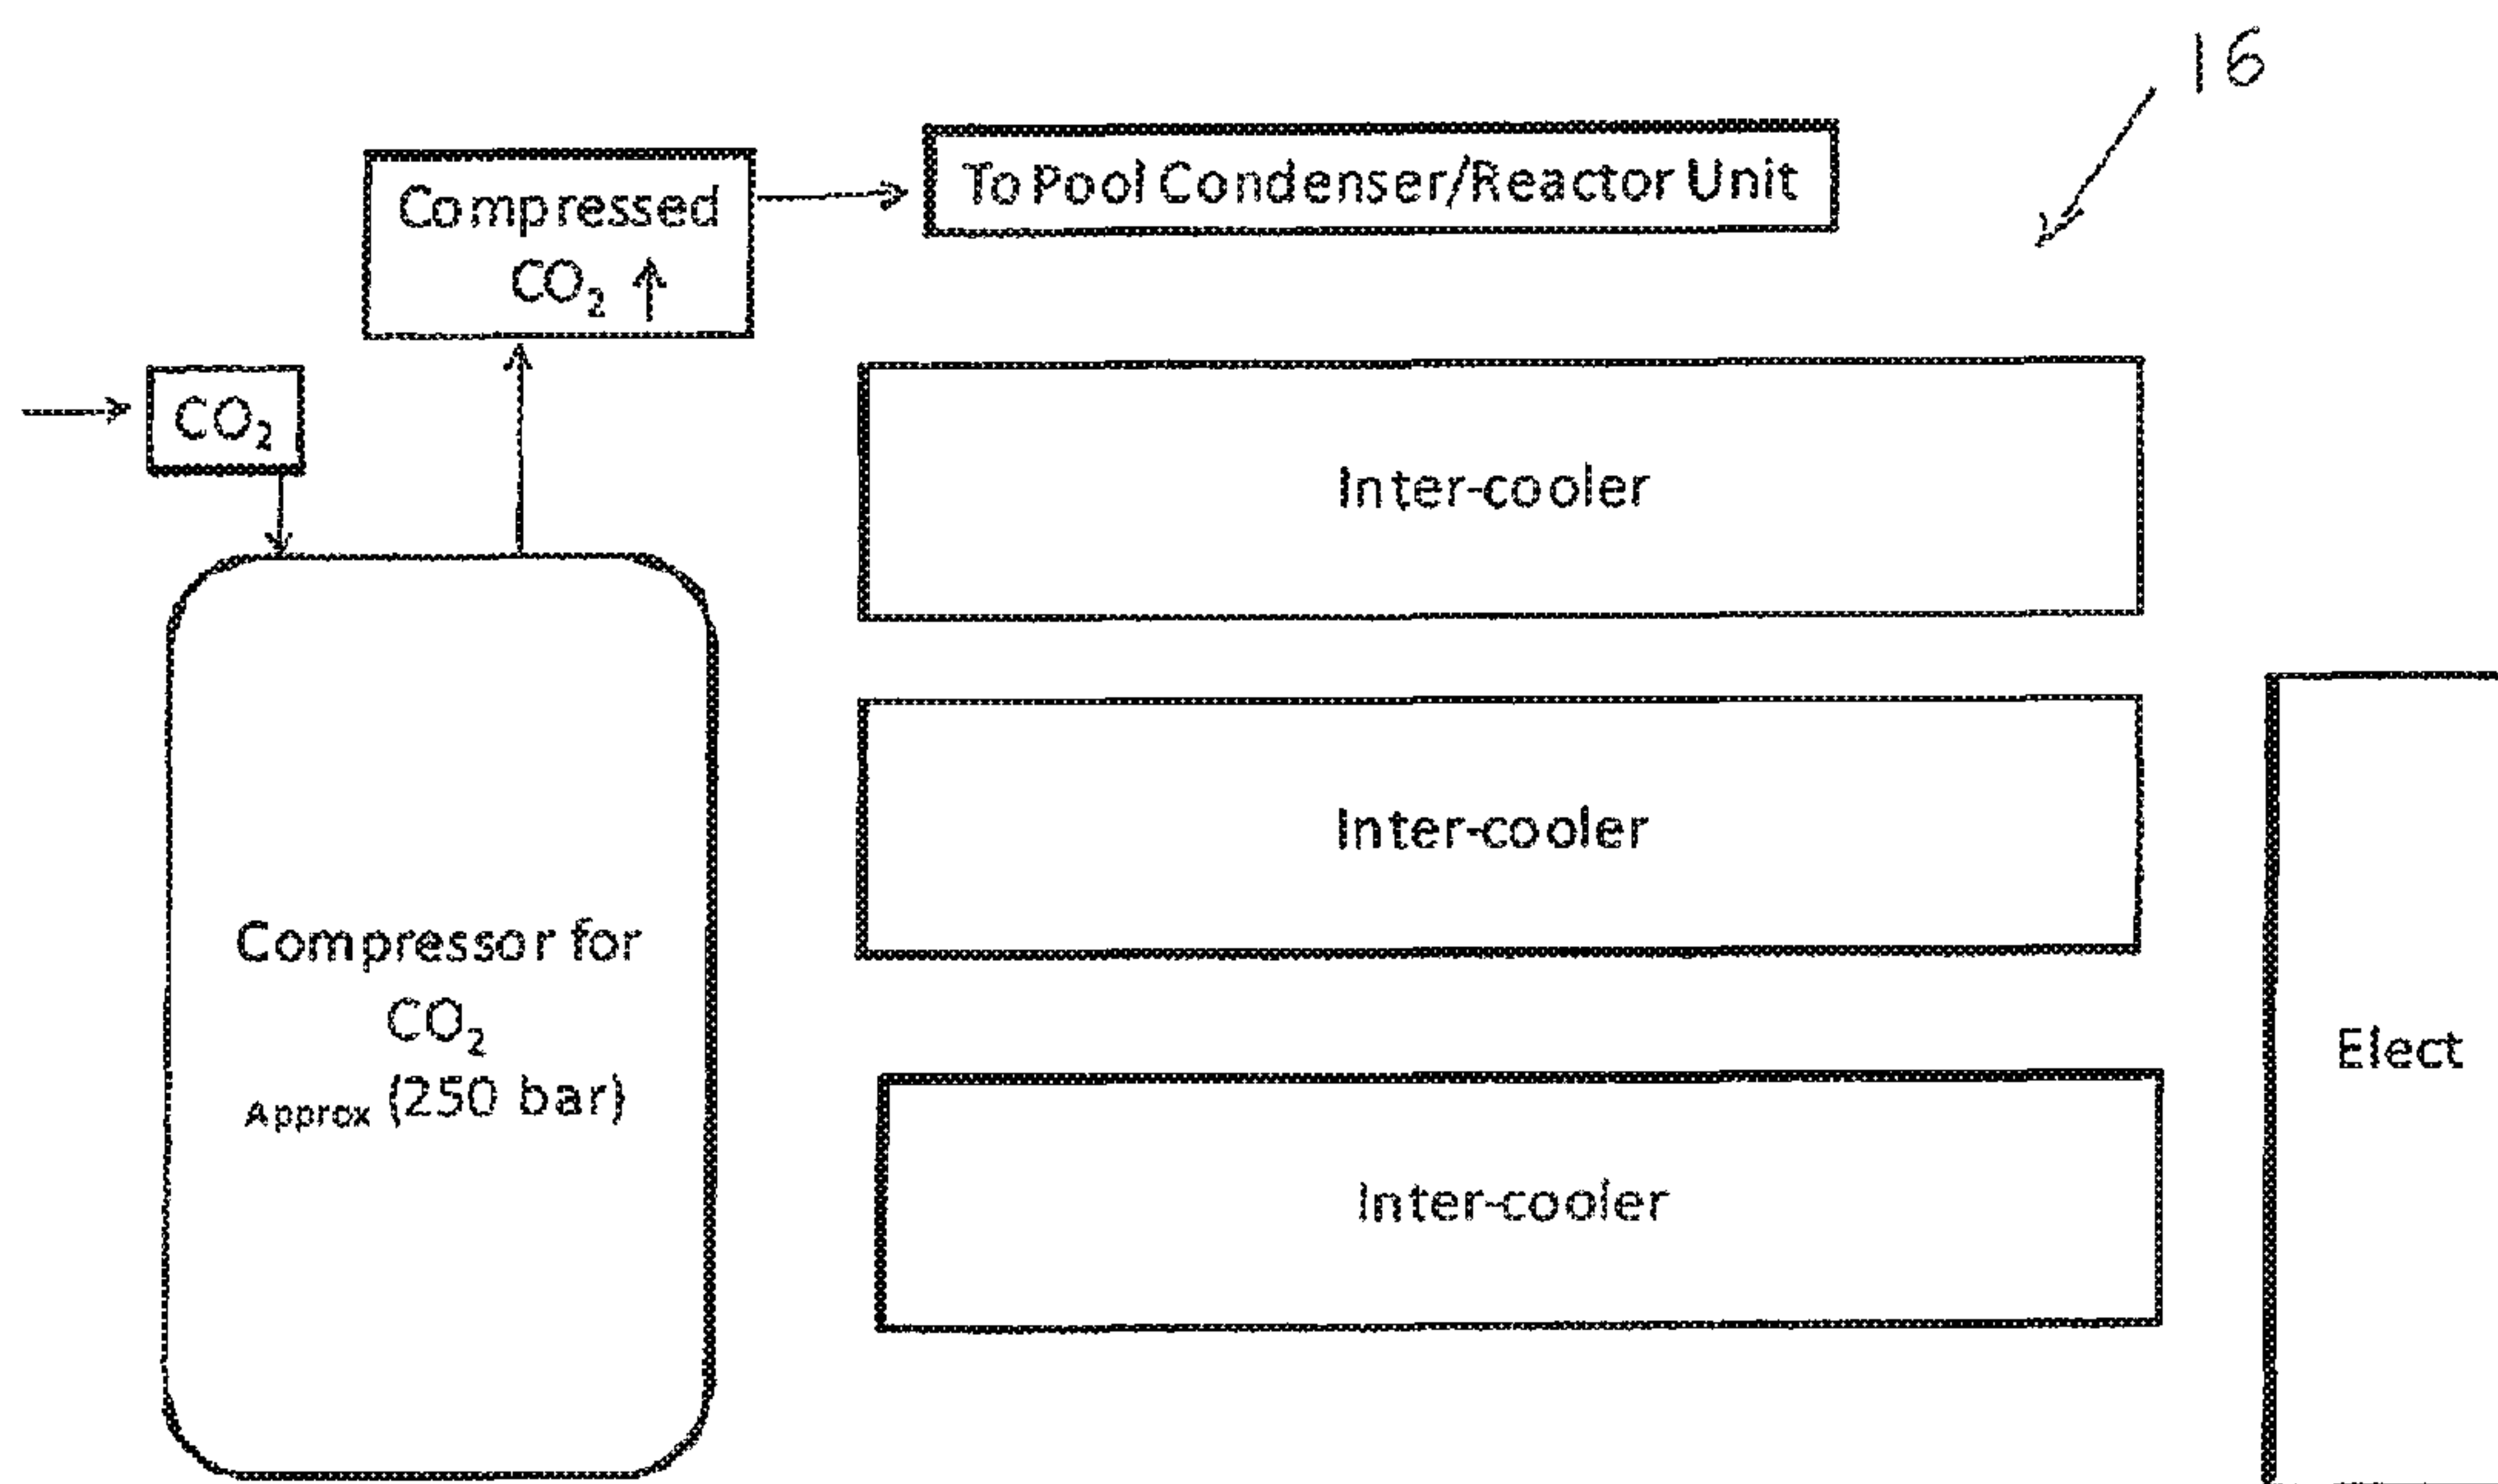 16
To Pool Condenser/Reactor Unit
Compressed
CO₂ ↑
CO₂
Inter-cooler
Inter-cooler
Compressor for
CO₂
Approx (250 bar)
Elect
Inter-cooler